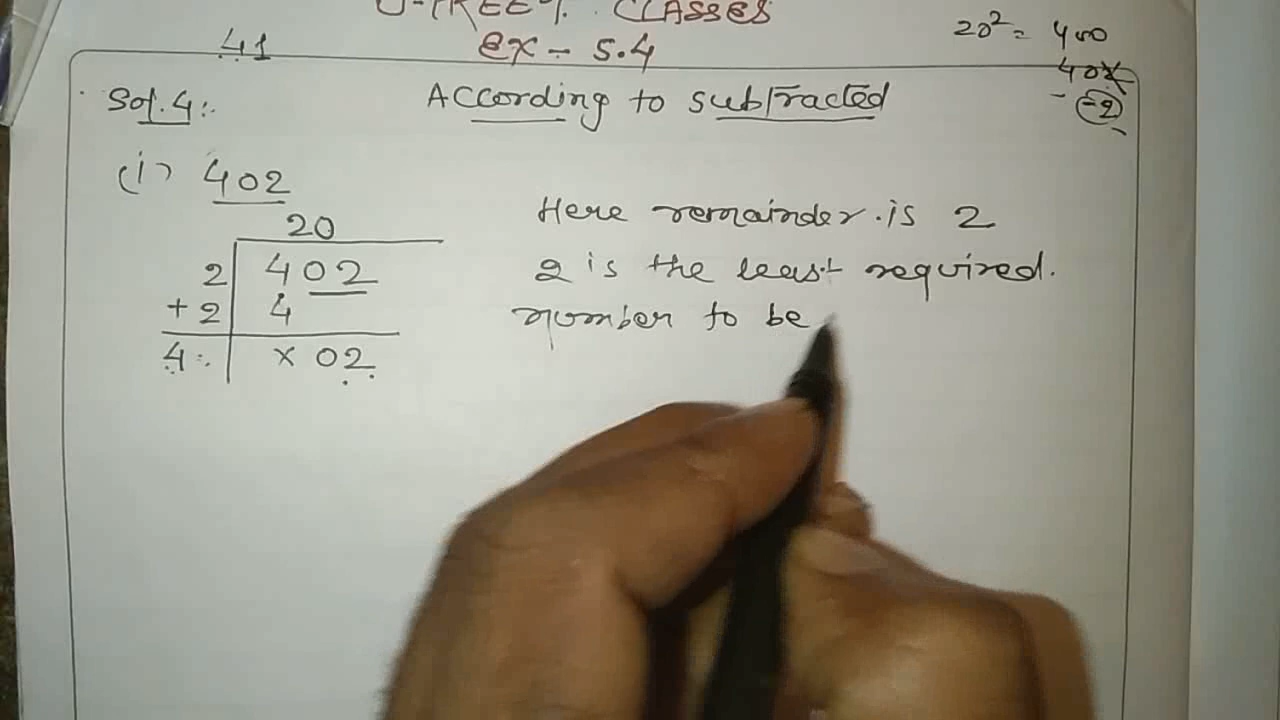 CLASSES
41
ex - 5.4
20² = 400
402
-2
Sol. 4:.
According to subtracted
(i) 402
20
2 402
+ 2 4
4:. × 02
Here remainder. is 2
2 is the least required.
number to be